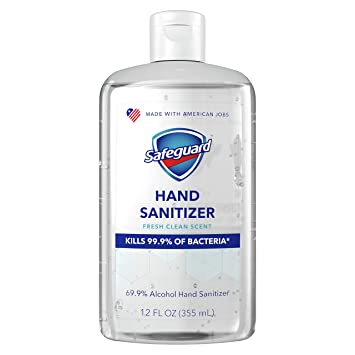 MADE WITH AMERICAN JOBS
Safeguard
HAND
SANITIZER
FRESH CLEAN SCENT
KILLS 99.9% OF BACTERIA*
69.9% Alcohol Hand Sanitizer
12 FL OZ (355 mL)